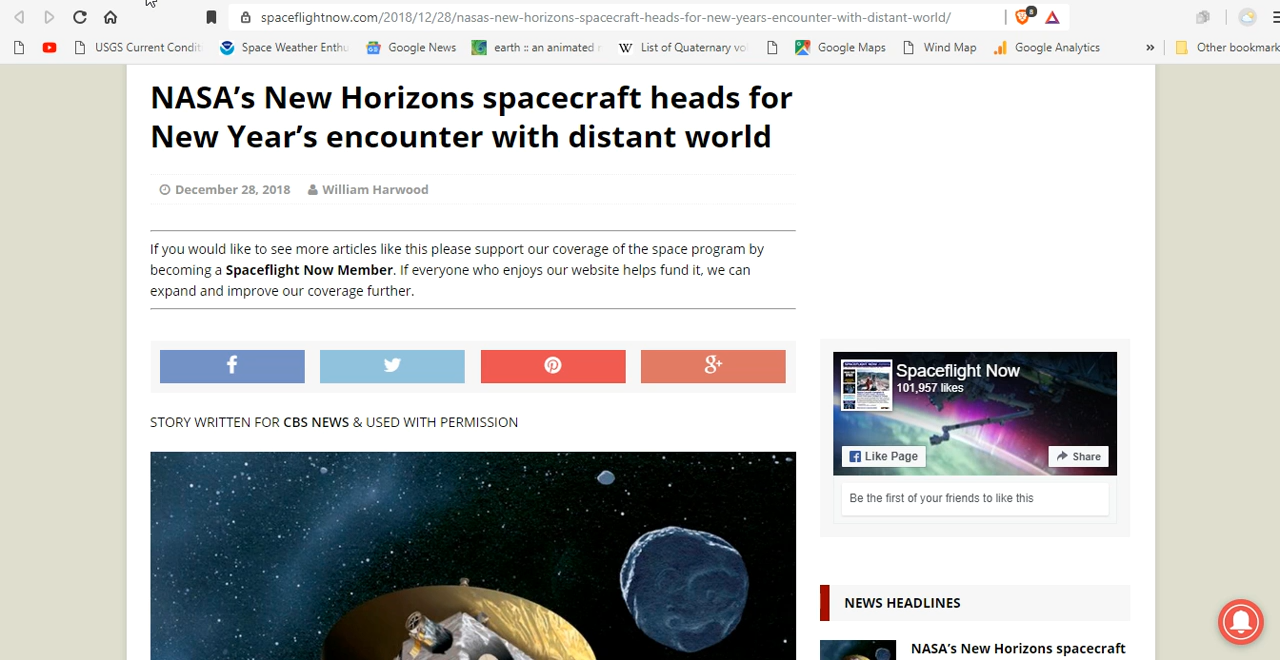 spaceflightnow.com/2018/12/28/nasas-new-horizons-spacecraft-heads-for-new-years-encounter-with-distant-world/
8
USGS Current Condit
Space Weather Enthu
Google News
earth :: an animated
List of Quaternary vo
Google Maps
Wind Map
Google Analytics
»
Other bookmark
NASA’s New Horizons spacecraft heads for
New Year’s encounter with distant world
December 28, 2018
William Harwood
If you would like to see more articles like this please support our coverage of the space program by
becoming a Spaceflight Now Member. If everyone who enjoys our website helps fund it, we can
expand and improve our coverage further.
f
g+
STORY WRITTEN FOR CBS NEWS & USED WITH PERMISSION
Spaceflight Now
101,957 likes
Like Page
Share
Be the first of your friends to like this
NEWS HEADLINES
NASA’s New Horizons spacecraft